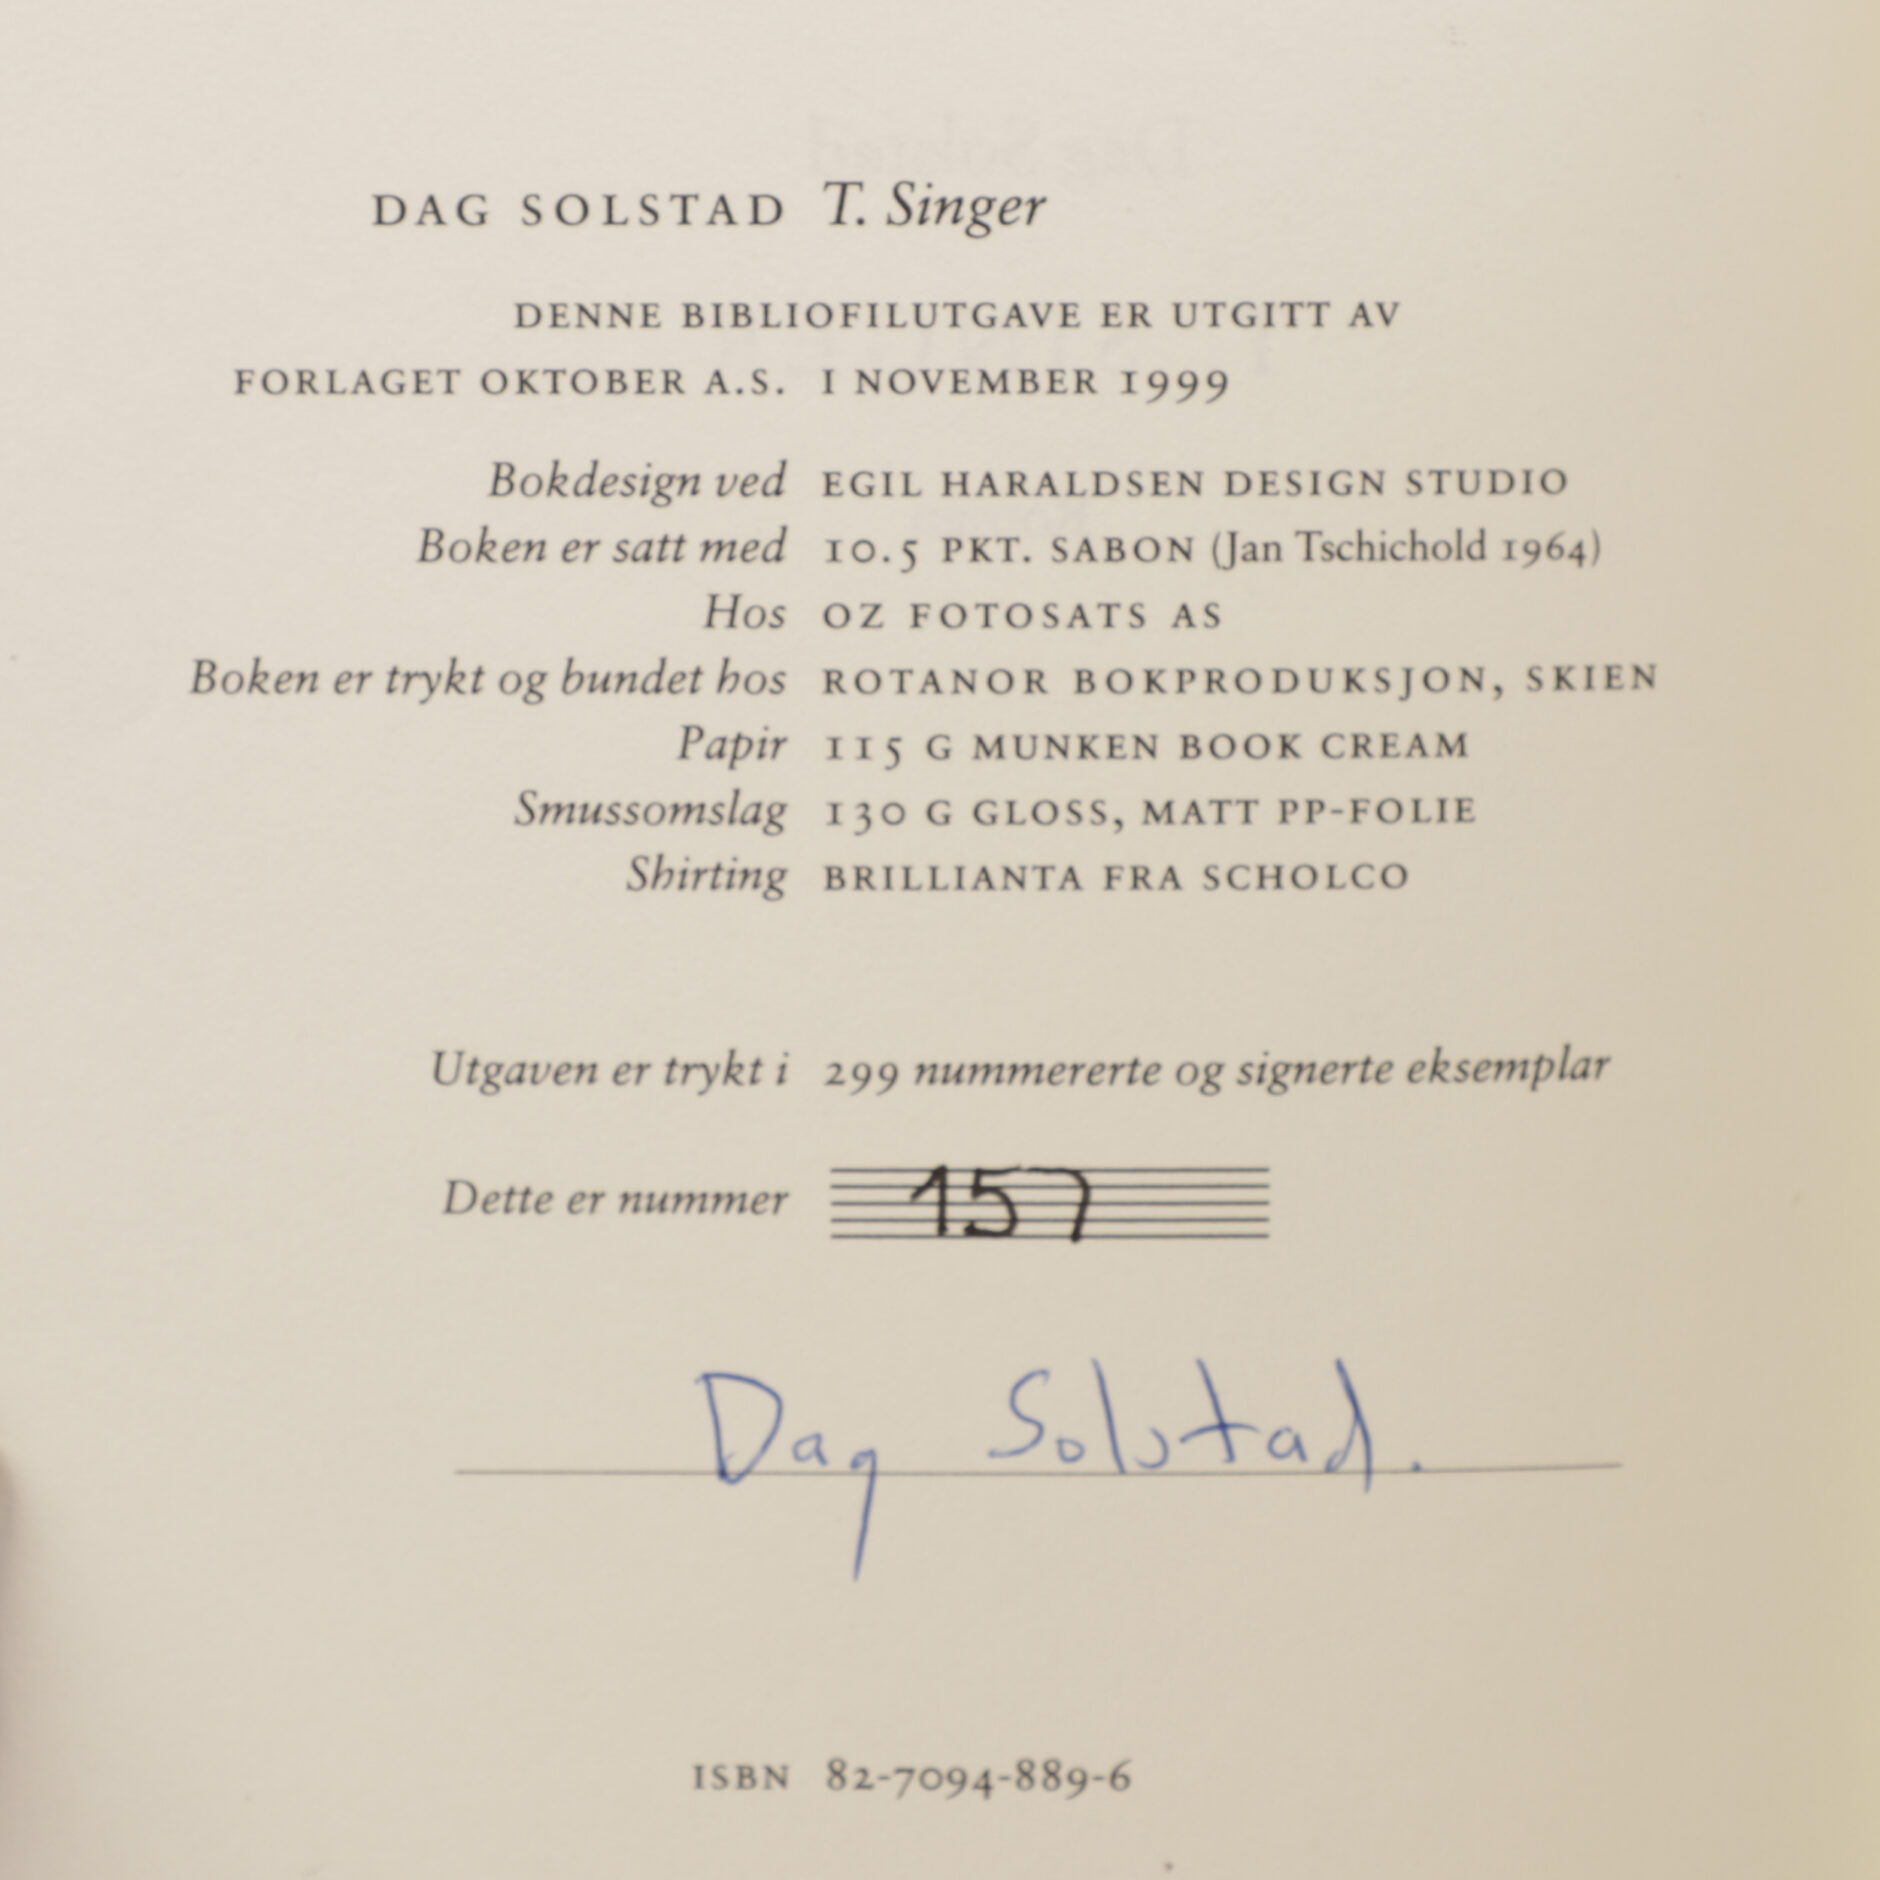 DAG SOLSTAD T. Singer
DENNE BIBLIOFILUTGAVE ER UTGITT AV
FORLAGET OKTOBER A.S. I NOVEMBER 1999
Bokdesign ved EGIL HARALDSEN DESIGN STUDIO
Boken er satt med 10.5 PKT. SABON (Jan Tschichold 1964)
Hos OZ FOTOSATS AS
Boken er trykt og bundet hos ROTANOR BOKPRODUKSJON, SKIEN
Papir 115 G MUNKEN BOOK CREAM
Smussomslag 130 G GLOSS, MATT PP-FOLIE
Shirting BRILLIANTA FRA SCHOLCO
Utgaven er trykt i 299 nummererte og signerte eksemplar
Dette er nummer 157
Dag Solstad.
ISBN 82-7094-889-6